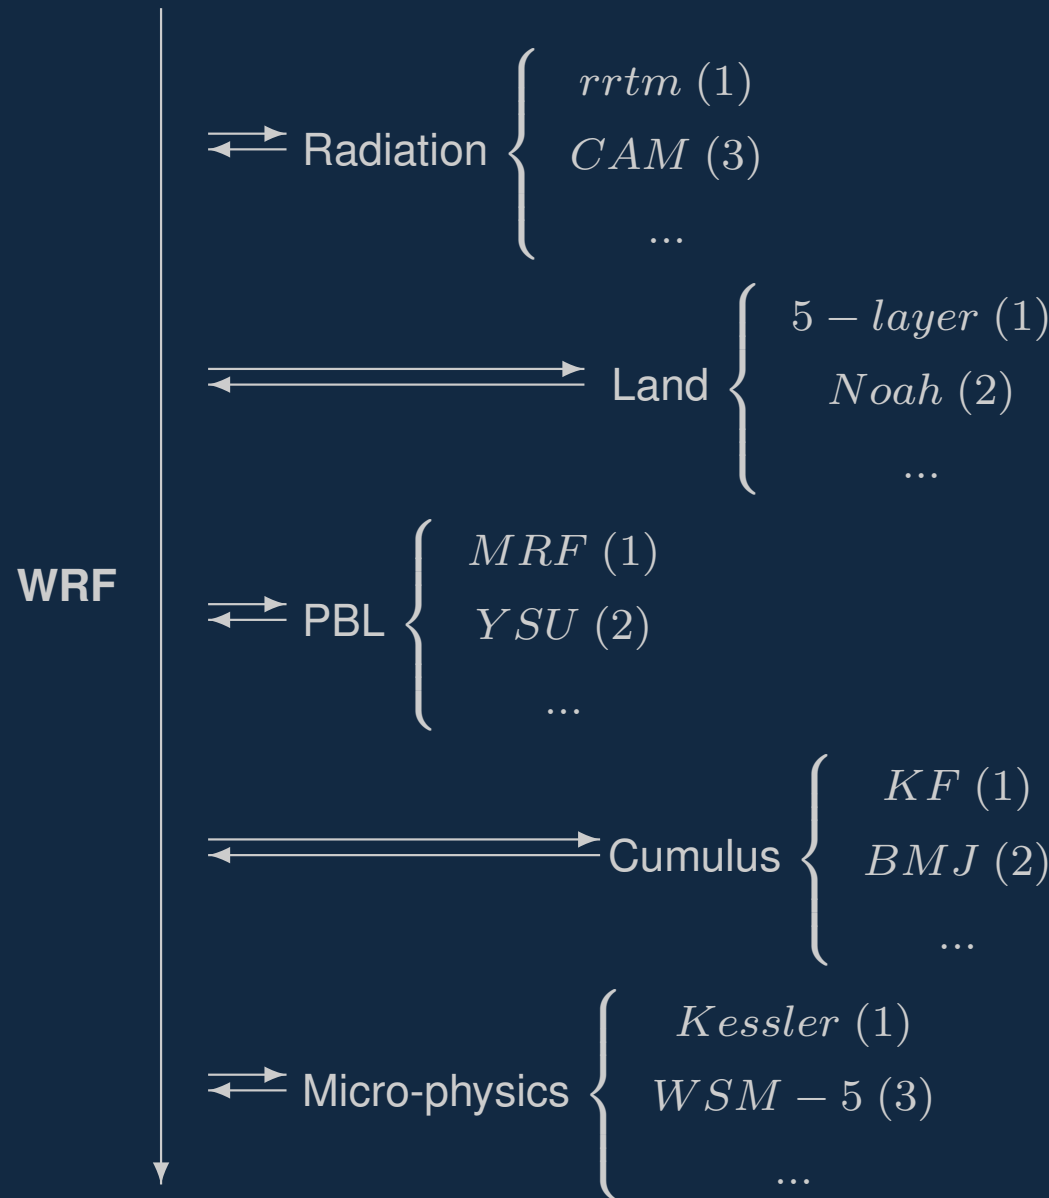 rrtm (1)
Radiation
CAM (3)
...
5 − layer (1)
Land
Noah (2)
...
MRF (1)
WRF
PBL
YSU (2)
...
KF (1)
Cumulus
BMJ (2)
...
Kessler (1)
Micro-physics
WSM − 5 (3)
...